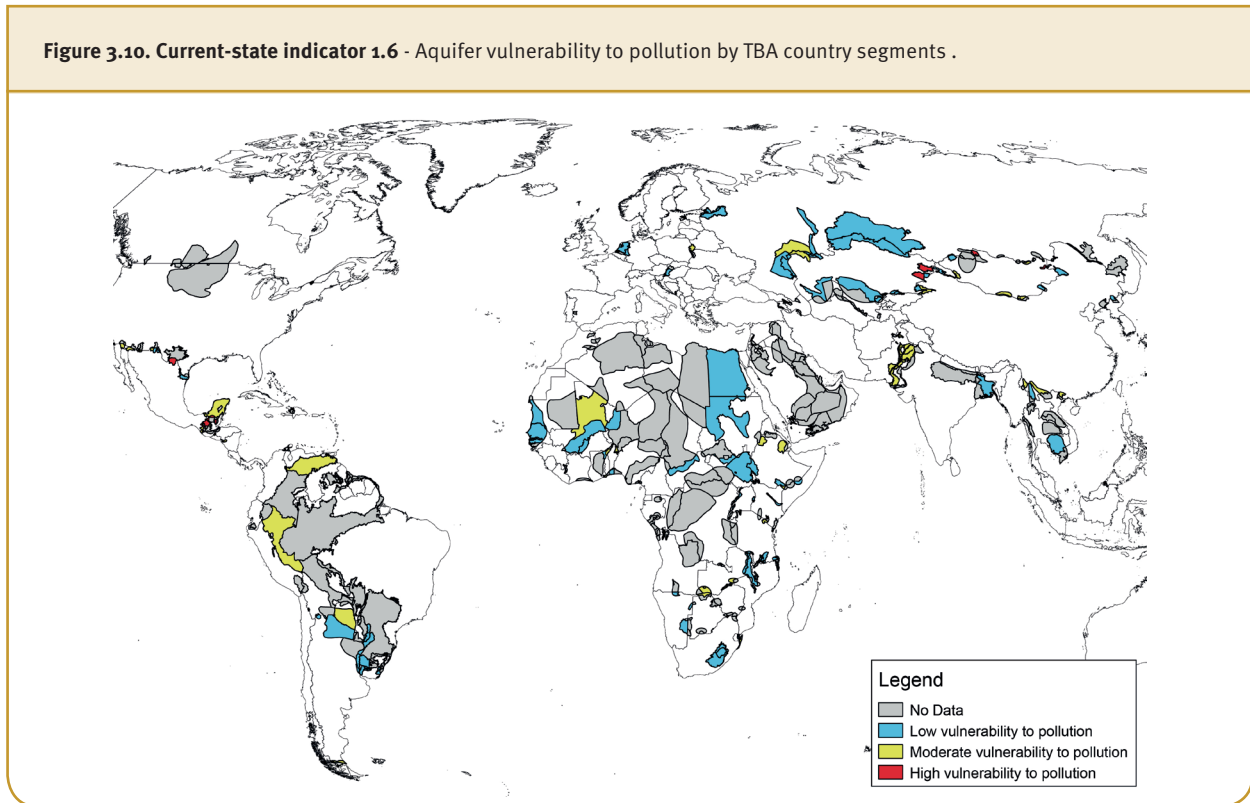 Figure 3.10. Current-state indicator 1.6 - Aquifer vulnerability to pollution by TBA country segments .
Legend
No Data
Low vulnerability to pollution
Moderate vulnerability to pollution
High vulnerability to pollution